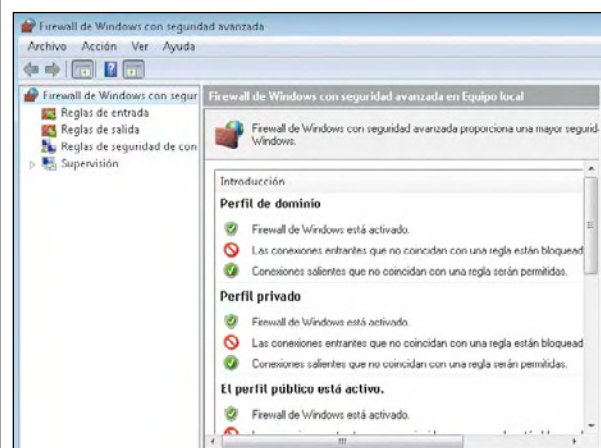 Firewall de Windows con seguridad avanzada
Archivo Acción Ver Ayuda
Firewall de Windows con segur
Reglas de entrada
Reglas de salida
Reglas de seguridad de con
Supervisión
Firewall de Windows con seguridad avanzada en Equipo local
Firewall de Windows con seguridad avanzada proporciona una mayor segurid
Windows.
Introducción
Perfil de dominio
Firewall de Windows está activado.
Las conexiones entrantes que no coincidan con una regla están bloquead
Conexiones salientes que no coincidan con una regla serán permitidas.
Perfil privado
Firewall de Windows está activado.
Las conexiones entrantes que no coincidan con una regla están bloquead
Conexiones salientes que no coincidan con una regla serán permitidas.
El perfil público está activo.
Firewall de Windows está activado.